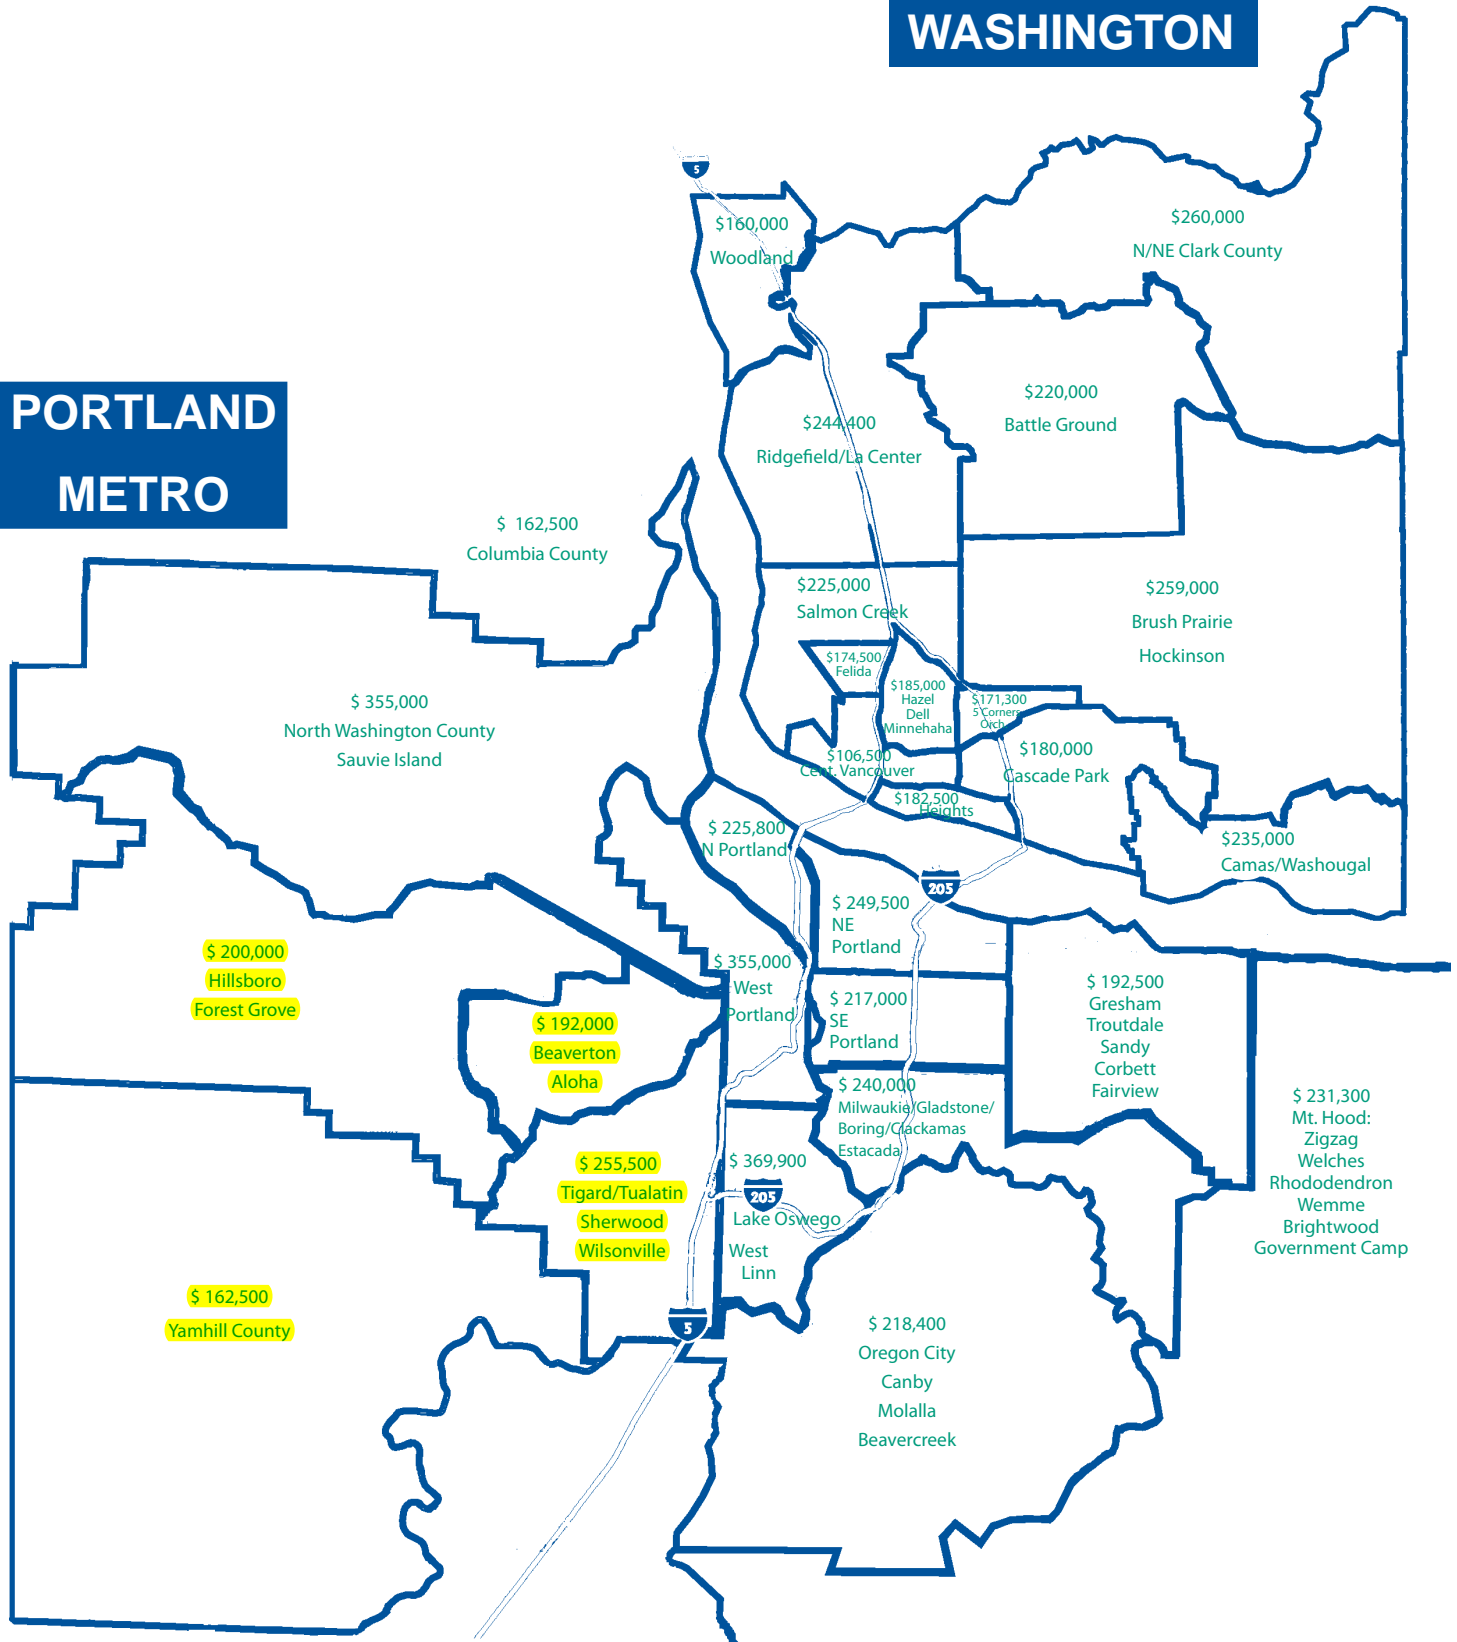 WASHINGTON
5
$160,000
Woodland
$260,000
N/NE Clark County
PORTLAND
METRO
$220,000
Battle Ground
$244,400
Ridgefield/La Center
$ 162,500
Columbia County
$225,000
Salmon Creek
$259,000
Brush Prairie
Hockinson
$174,500
Felida
$185,000
Hazel
Dell
Minnehaha
$171,300
5 Corners
Orch
$ 355,000
North Washington County
Sauvie Island
$106,500
Cent. Vancouver
$180,000
Cascade Park
$182,500
Heights
$ 225,800
N Portland
$235,000
Camas/Washougal
205
$ 249,500
NE
Portland
$ 200,000
Hillsboro
Forest Grove
$ 355,000
West
Portland
$ 192,000
Beaverton
Aloha
$ 217,000
SE
Portland
$ 192,500
Gresham
Troutdale
Sandy
Corbett
Fairview
$ 240,000
Milwaukie/Gladstone/
Boring/Clackamas
Estacada
$ 231,300
Mt. Hood:
Zigzag
Welches
Rhododendron
Wemme
Brightwood
Government Camp
$ 255,500
Tigard/Tualatin
Sherwood
Wilsonville
$ 369,900
205
Lake Oswego
West
Linn
$ 162,500
Yamhill County
5
$ 218,400
Oregon City
Canby
Molalla
Beavercreek